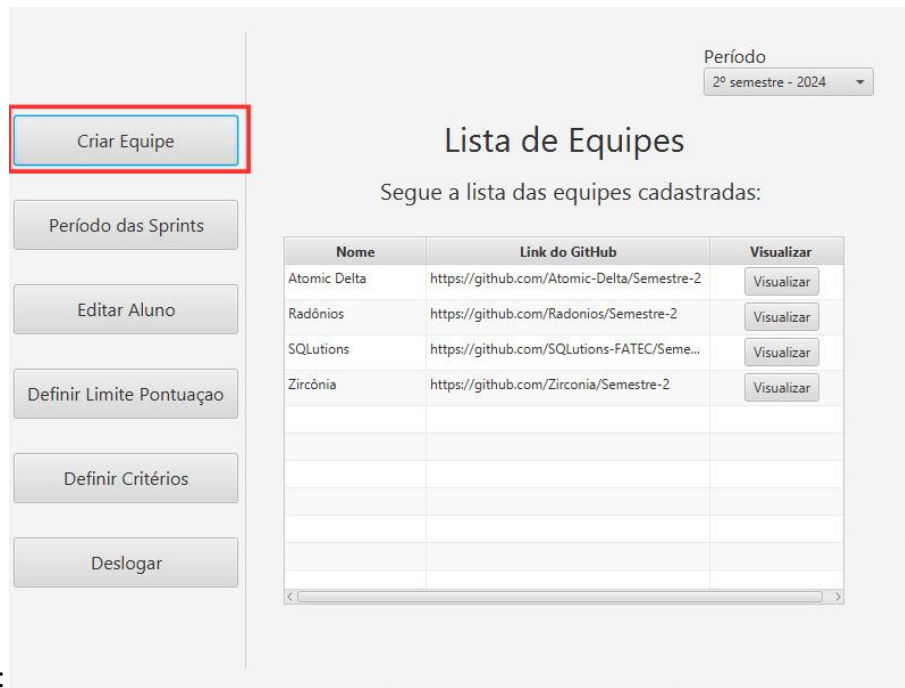 Período
2º semestre - 2024
Criar Equipe
Período das Sprints
Editar Aluno
Definir Limite Pontuaçao
Definir Critérios
Deslogar
Lista de Equipes
Segue a lista das equipes cadastradas:
Nome Link do GitHub Visualizar
Atomic Delta https://github.com/Atomic-Delta/Semestre-2 Visualizar
Radônios https://github.com/Radonios/Semestre-2 Visualizar
SQLutions https://github.com/SQLutions-FATEC/Seme... Visualizar
Zircônia https://github.com/Zirconia/Semestre-2 Visualizar
: